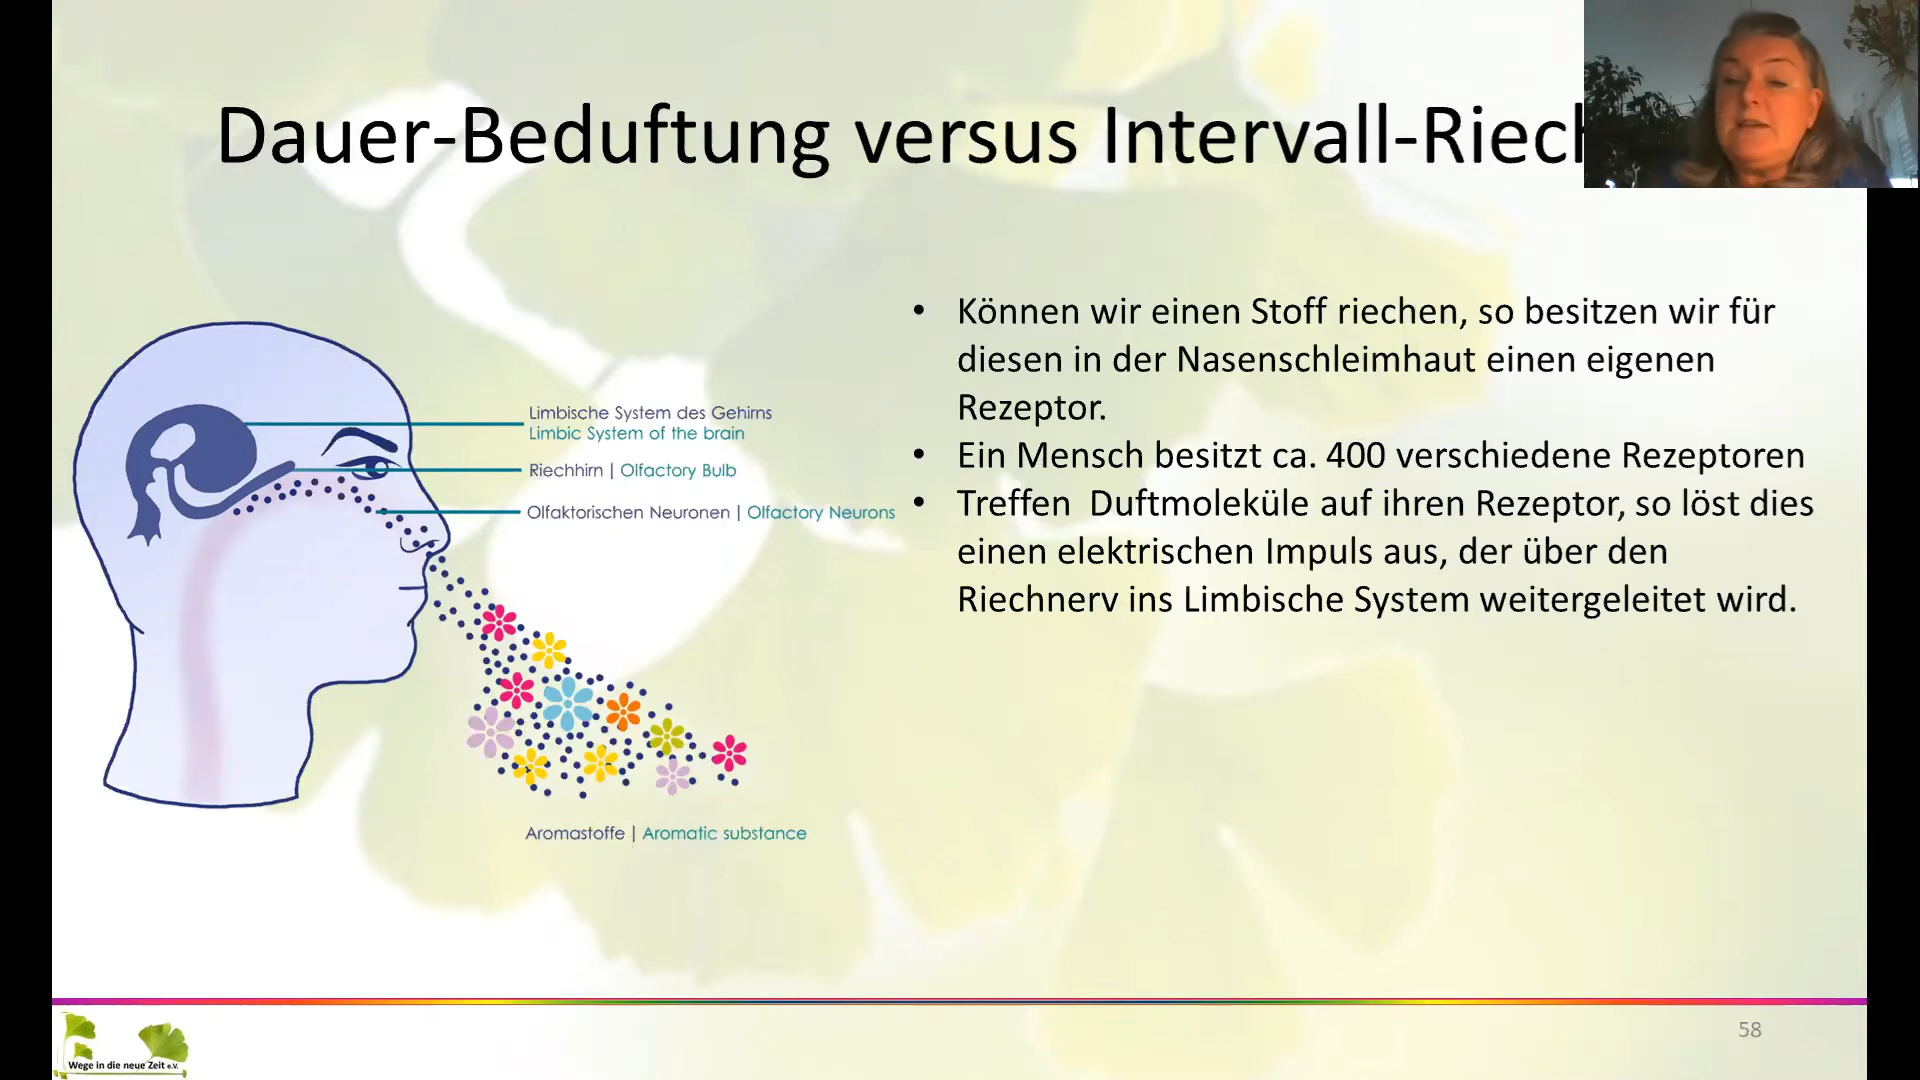 Dauer-Beduftung versus Intervall-Riech
• Können wir einen Stoff riechen, so besitzen wir für
diesen in der Nasenschleimhaut einen eigenen
Rezeptor.
• Ein Mensch besitzt ca. 400 verschiedene Rezeptoren
• Treffen Duftmoleküle auf ihren Rezeptor, so löst dies
einen elektrischen Impuls aus, der über den
Riechnerv ins Limbische System weitergeleitet wird.
Limbische System des Gehirns
Limbic System of the brain
Riechhirn | Olfactory Bulb
Olfaktorischen Neuronen | Olfactory Neurons
Aromastoffe | Aromatic substance
Wege in die neue Zeit e.V.
58